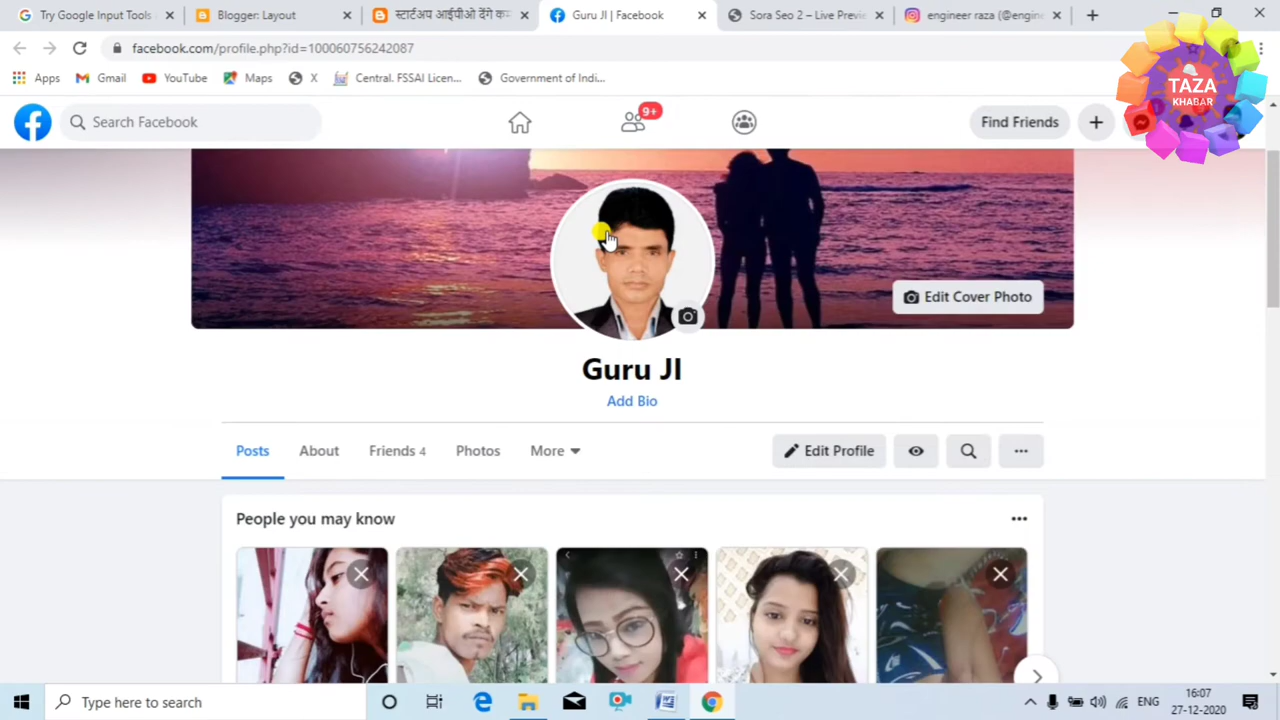 Try Google Input Tools
Blogger: Layout
स्टार्टअप आईपीओ देंगे कम
Guru JI | Facebook
Sora Seo 2 – Live Previe
engineer raza (@engine
facebook.com/profile.php?id=100060756242087
Apps
Gmail
YouTube
Maps
X
Central. FSSAI Licen...
Government of Indi...
TAZA
KHABAR
Search Facebook
9+
Find Friends
Edit Cover Photo
Guru JI
Add Bio
Posts
About
Friends 4
Photos
More
Edit Profile
People you may know
Type here to search
ENG
16:07
27-12-2020